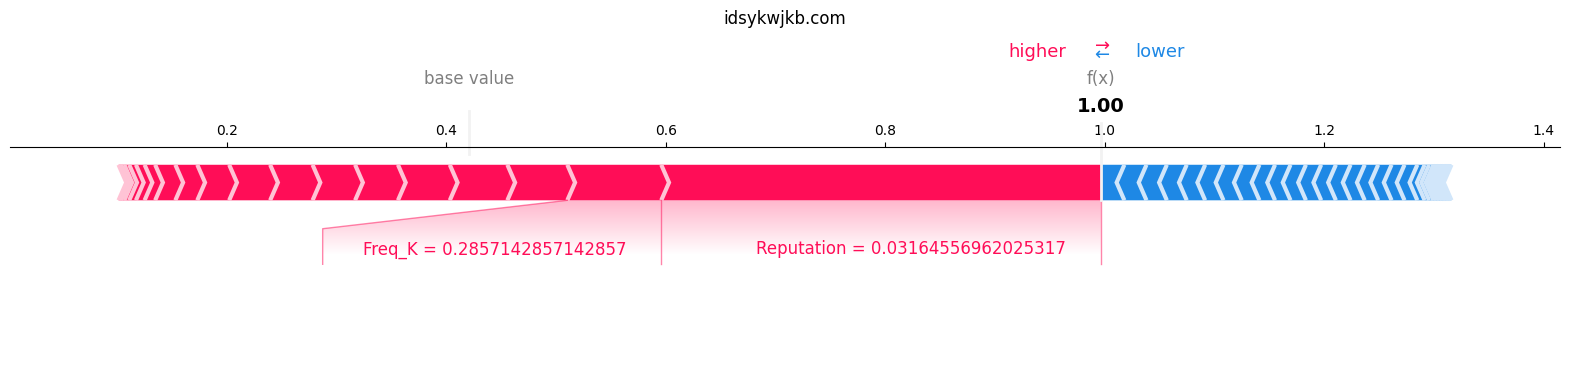 idsykwjkb.com
higher ⇄ lower
base value f(x)
1.00
0.2 0.4 0.6 0.8 1.0 1.2 1.4
Freq_K = 0.2857142857142857 Reputation = 0.03164556962025317